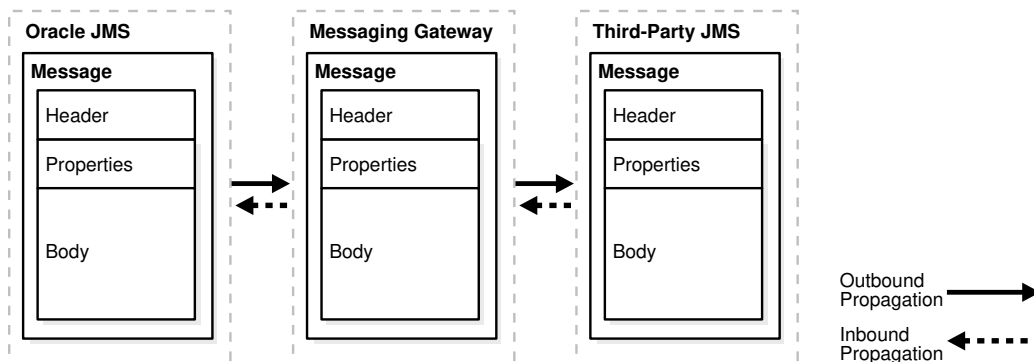 Oracle JMS
Message
Header
Properties
Body
Messaging Gateway
Message
Header
Properties
Body
Third-Party JMS
Message
Header
Properties
Body
Outbound
Propagation
Inbound
Propagation